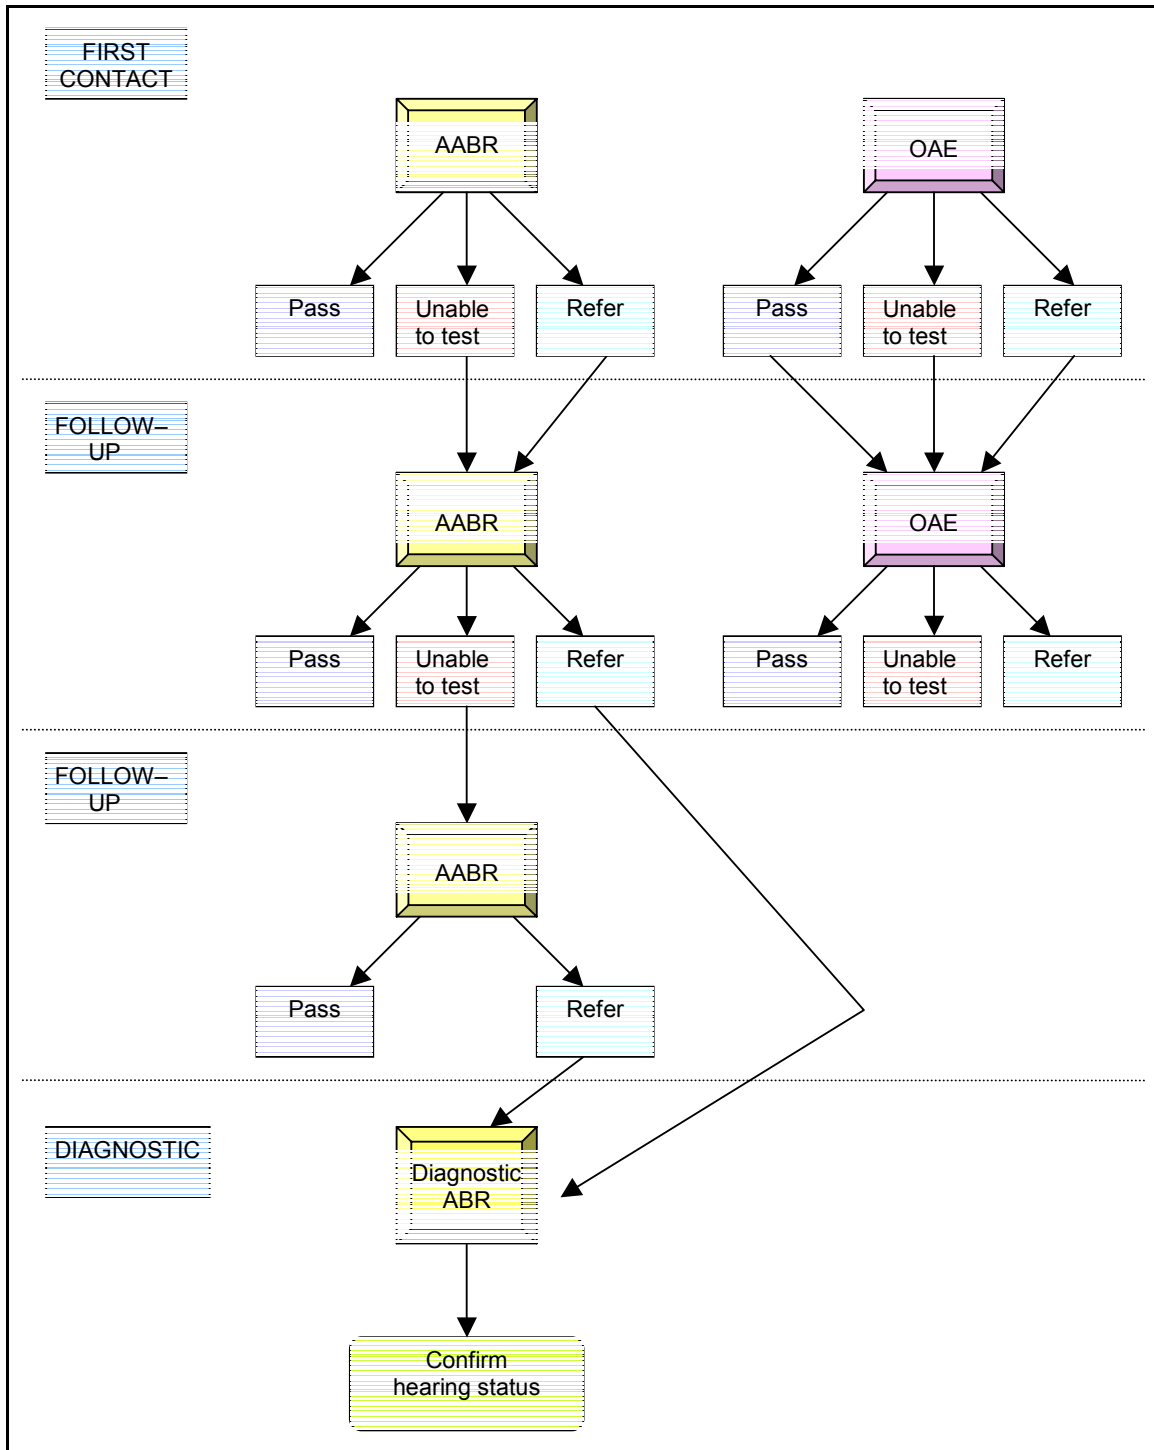 FIRST
CONTACT
AABR
OAE
Pass
Unable
to test
Refer
Pass
Unable
to test
Refer
FOLLOW–
UP
AABR
OAE
Pass
Unable
to test
Refer
Pass
Unable
to test
Refer
FOLLOW–
UP
AABR
Pass
Refer
DIAGNOSTIC
Diagnostic
ABR
Confirm
hearing status